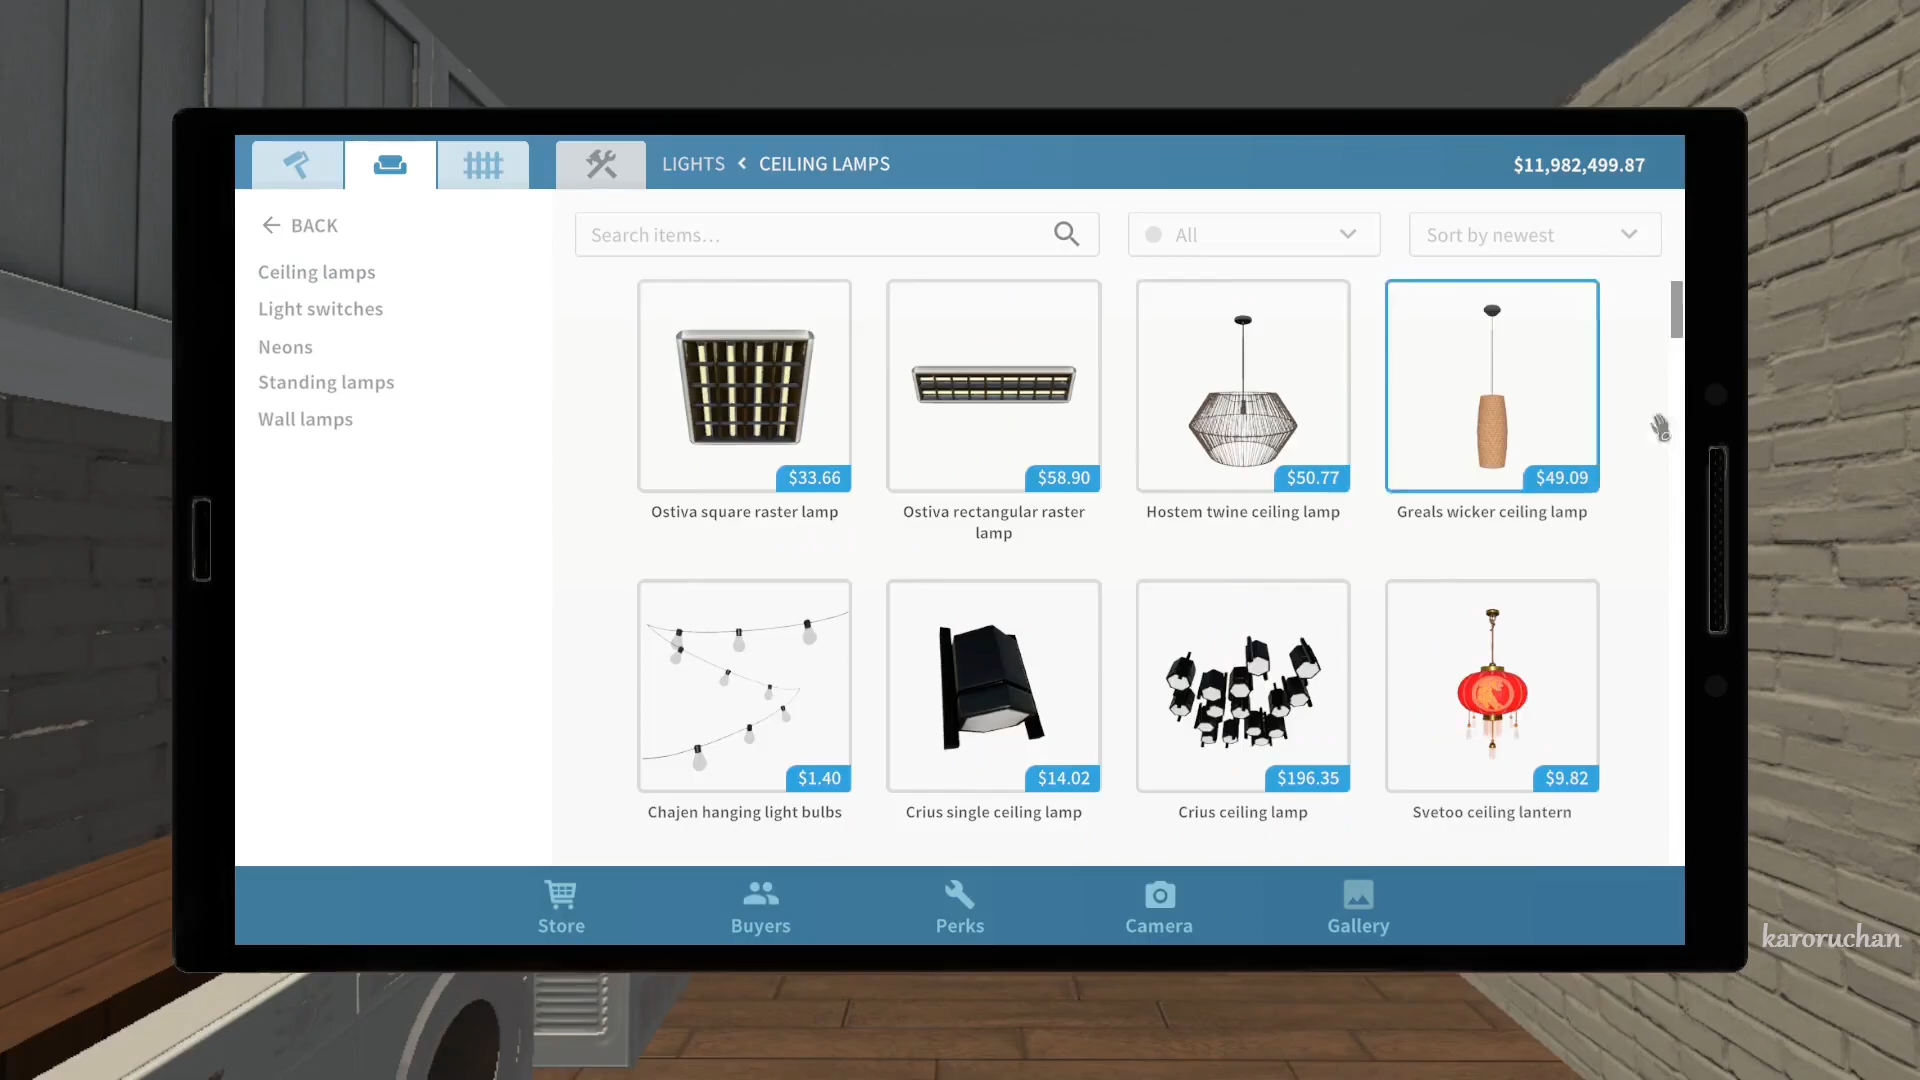 LIGHTS < CEILING LAMPS
$11,982,499.87
BACK
Ceiling lamps
Light switches
Neons
Standing lamps
Wall lamps
Search items...
All
Sort by newest
$33.66
$58.90
$50.77
$49.09
Ostiva square raster lamp
Ostiva rectangular raster
lamp
Hostem twine ceiling lamp
Greals wicker ceiling lamp
$1.40
$14.02
$196.35
$9.82
Chajen hanging light bulbs
Crius single ceiling lamp
Crius ceiling lamp
Svetoo ceiling lantern
Store
Buyers
Perks
Camera
Gallery
karoruchan